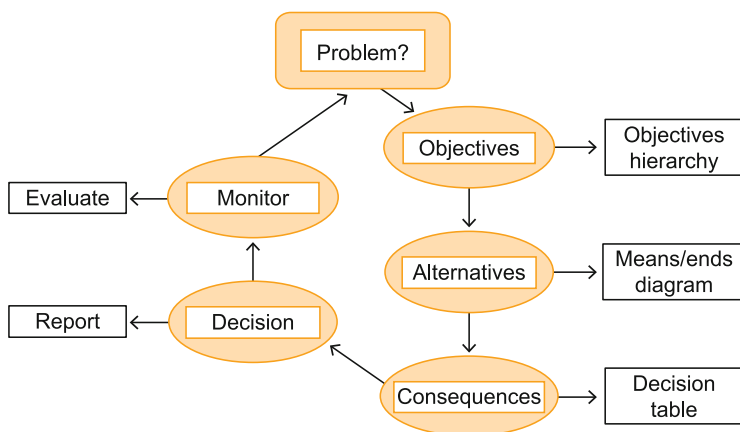 Problem?
Objectives
Objectives
hierarchy
Evaluate
Monitor
Alternatives
Means/ends
diagram
Report
Decision
Consequences
Decision
table